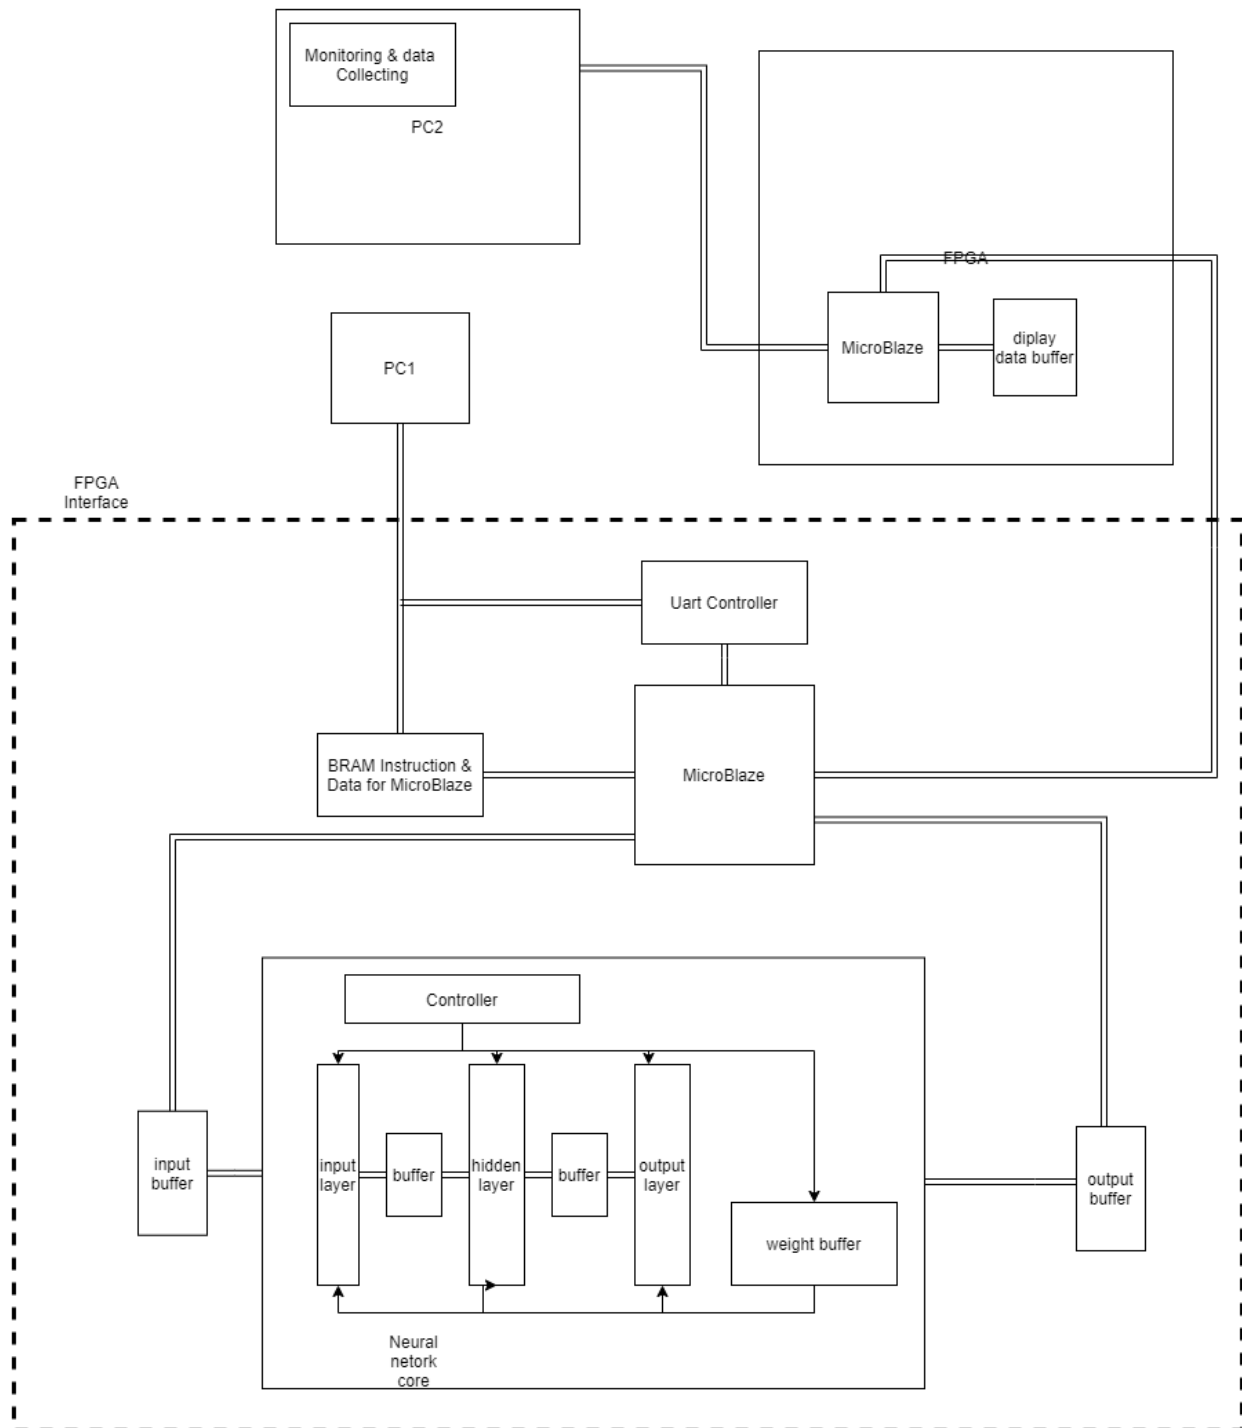 Monitoring & data
Collecting
PC2
FPGA
MicroBlaze
diplay
data buffer
PC1
FPGA
Interface
Uart Controller
BRAM Instruction &
Data for MicroBlaze
MicroBlaze
Controller
input
buffer
input
layer
buffer
hidden
layer
buffer
output
layer
weight buffer
output
buffer
Neural
netork
core